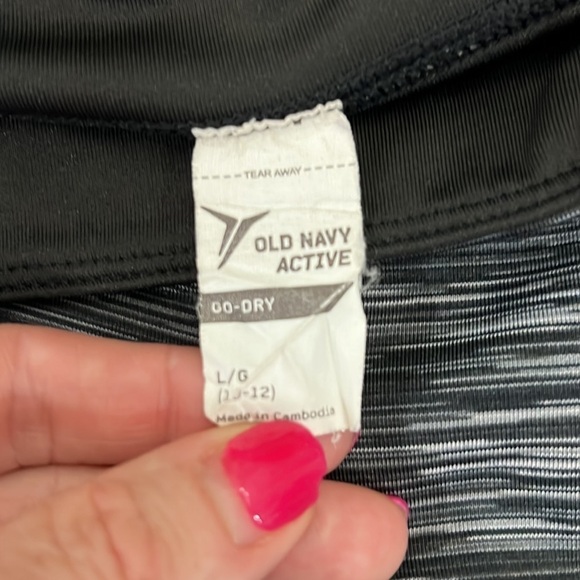 TEAR AWAY
OLD NAVY
ACTIVE
GO-DRY
L/G
Made in Cambodia